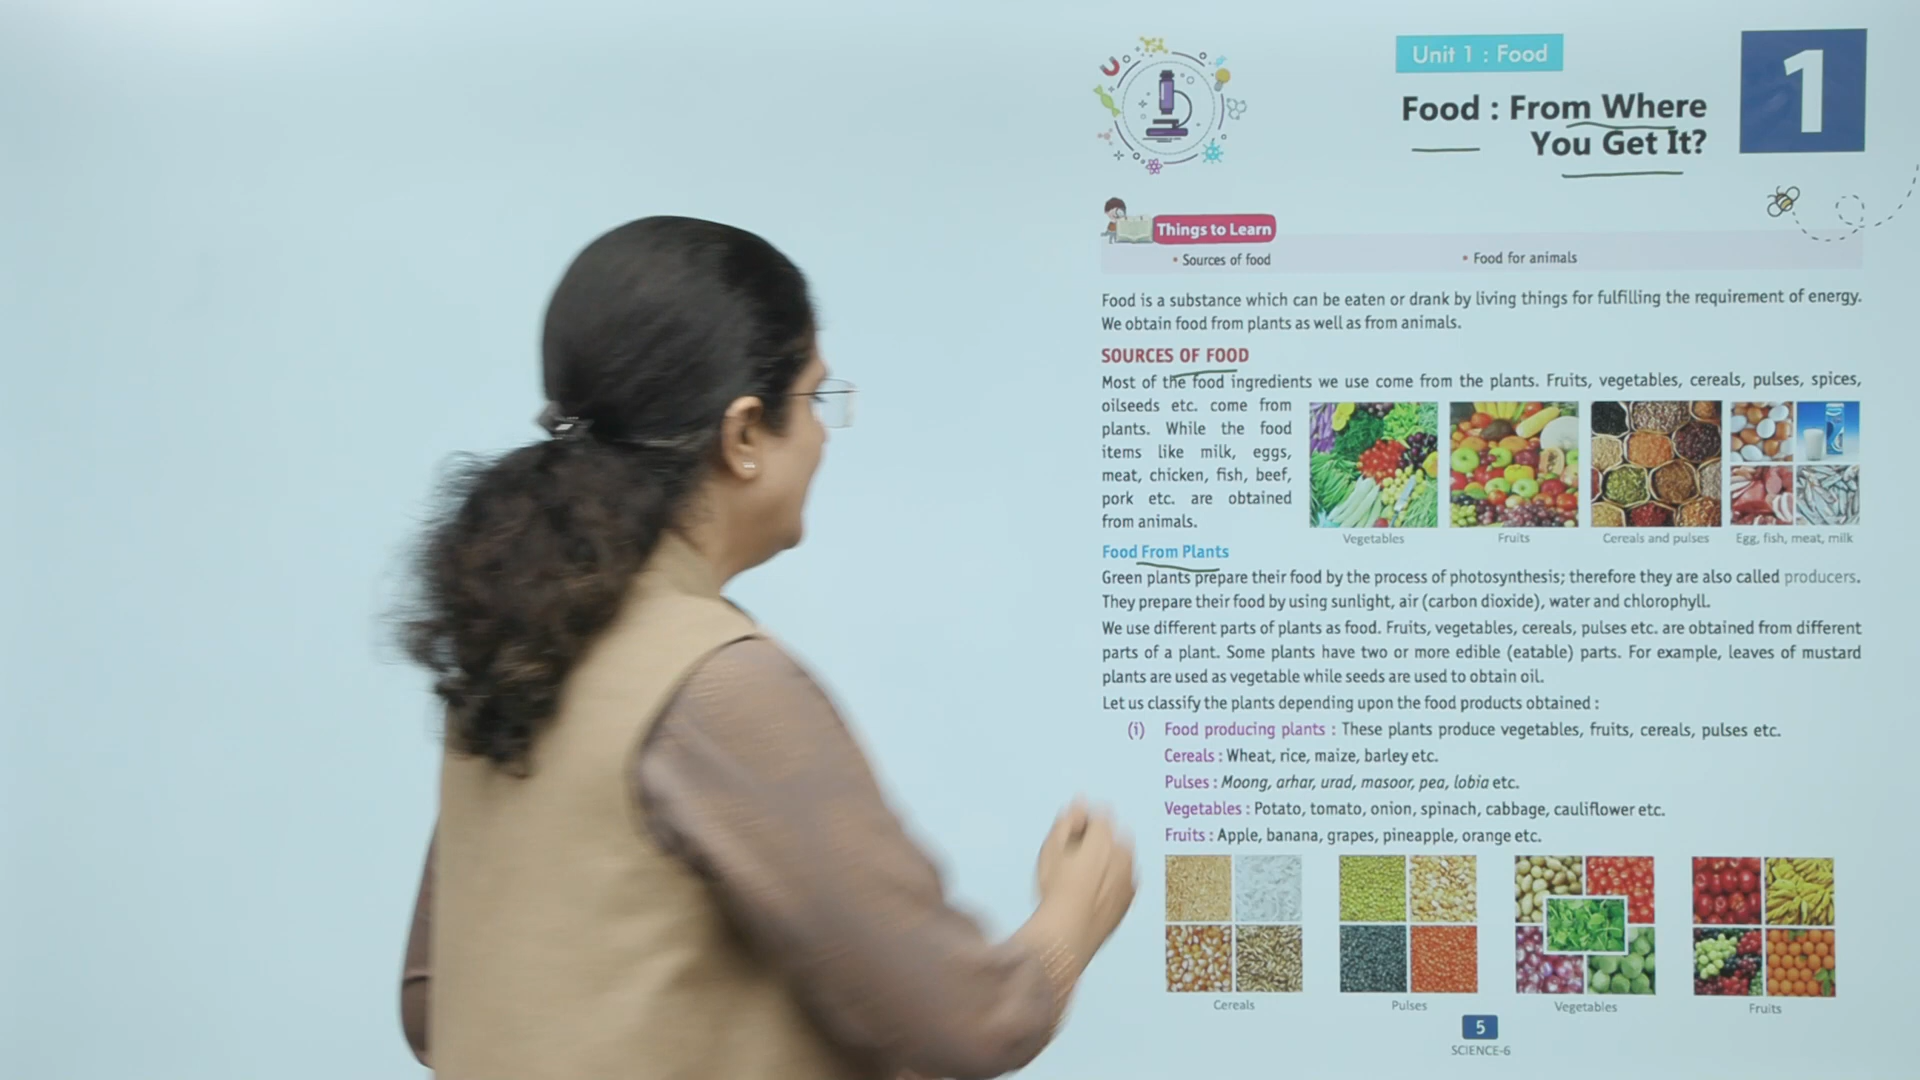 Unit 1 : Food
1
Food : From Where
You Get It?
Things to Learn
• Sources of food
• Food for animals
Food is a substance which can be eaten or drank by living things for fulfilling the requirement of energy.
We obtain food from plants as well as from animals.
SOURCES OF FOOD
Most of the food ingredients we use come from the plants. Fruits, vegetables, cereals, pulses, spices,
oilseeds etc. come from
plants. While the food
items like milk, eggs,
meat, chicken, fish, beef,
pork etc. are obtained
from animals.
Vegetables
Fruits
Cereals and pulses
Egg, fish, meat, milk
Food From Plants
Green plants prepare their food by the process of photosynthesis; therefore they are also called producers.
They prepare their food by using sunlight, air (carbon dioxide), water and chlorophyll.
We use different parts of plants as food. Fruits, vegetables, cereals, pulses etc. are obtained from different
parts of a plant. Some plants have two or more edible (eatable) parts. For example, leaves of mustard
plants are used as vegetable while seeds are used to obtain oil.
Let us classify the plants depending upon the food products obtained :
(i) Food producing plants : These plants produce vegetables, fruits, cereals, pulses etc.
Cereals : Wheat, rice, maize, barley etc.
Pulses : Moong, arhar, urad, masoor, pea, lobia etc.
Vegetables : Potato, tomato, onion, spinach, cabbage, cauliflower etc.
Fruits : Apple, banana, grapes, pineapple, orange etc.
Cereals
Pulses
Vegetables
Fruits
5
SCIENCE-6